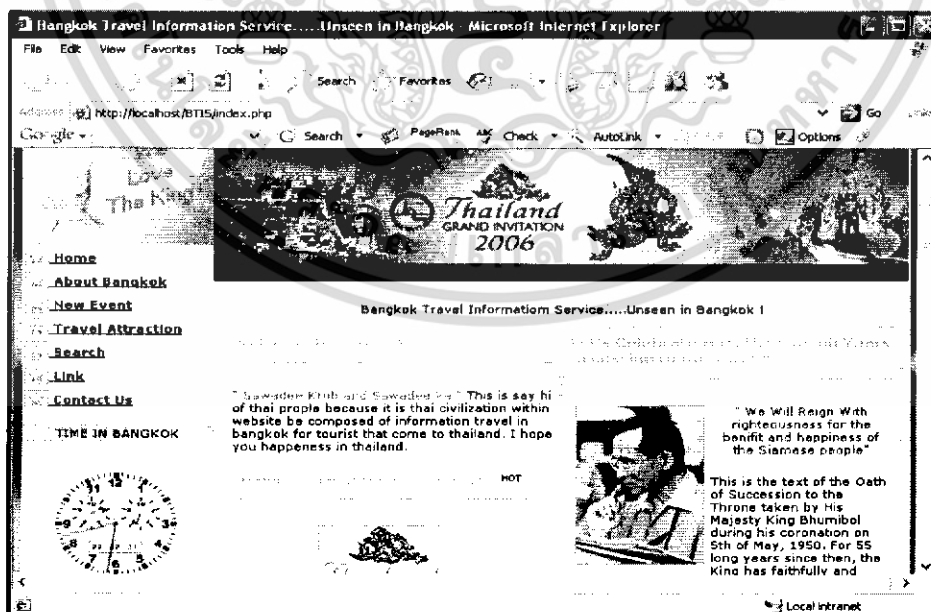 Bangkok Travel Information Service.....Unseen in Bangkok - Microsoft Internet Explorer
File Edit View Favorites Tools Help
Search Favorites
Address http://localhost/BTIS/index.php Go Links
Google Search PageRank Check AutoLink Options
Love
The King
Thailand
GRAND INVITATION
2006
Home
About Bangkok
New Event
Travel Attraction
Search
Link
Contact Us
TIME IN BANGKOK
12
Bangkok Travel Informatiom Service.....Unseen in Bangkok !
" Sawadee Krub and Sawadee ka " This is say hi
of thai prople because it is thai civilization within
website be composed of information travel in
bangkok for tourist that come to thailand. I hope
you happeness in thailand.
HOT
" We Will Reign With
righteousness for the
benifit and happiness of
the Siamese people"
This is the text of the Oath
of Succession to the
Throne taken by His
Majesty King Bhumibol
during his coronation on
5th of May, 1950. For 55
long years since then, the
King has faithfully and
Local intranet